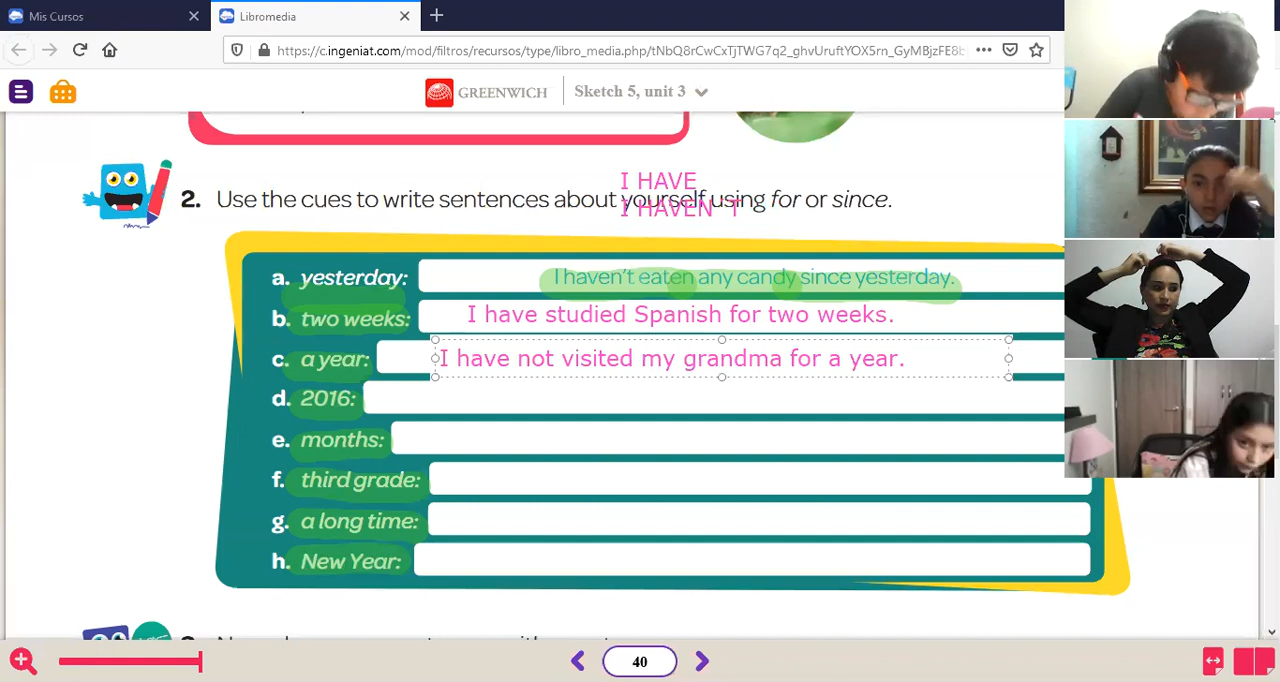 Mis Cursos
Libromedia
https://c.ingeniat.com/mod/filtros/recursos/type/libro_media.php/tNbQ8rCwCxTjTWG7q2_ghvUruftYOX5rn_GyMBjzFE8b
GREENWICH
Sketch 5, unit 3
I HAVE
I HAVEN'T
2. Use the cues to write sentences about yourself using for or since.
a. yesterday: I haven't eaten any candy since yesterday.
b. two weeks: I have studied Spanish for two weeks.
c. a year: I have not visited my grandma for a year.
d. 2016:
e. months:
f. third grade:
g. a long time:
h. New Year:
40